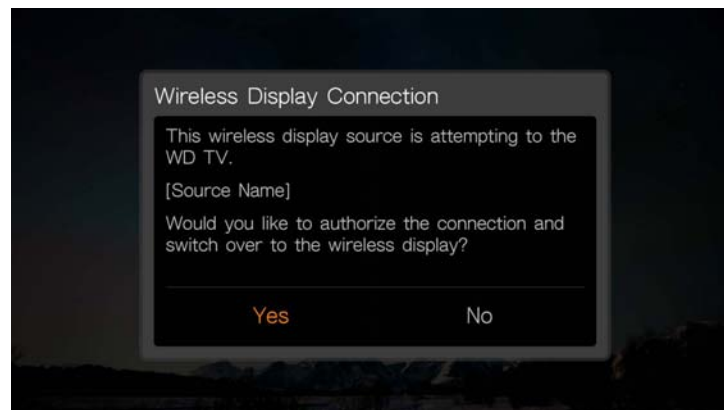 Wireless Display Connection
This wireless display source is attempting to the
WD TV.
[Source Name]
Would you like to authorize the connection and
switch over to the wireless display?
Yes No